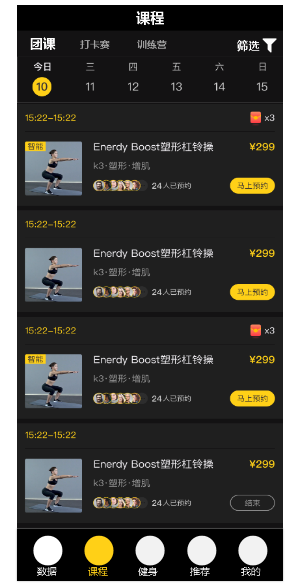 课程
团课 打卡赛 训练营 筛选
今日 三 四 五 六 日
10 11 12 13 14 15
15:22-15:22 x3
智能
Enerdy Boost塑形杠铃操 ¥299
k3·塑形·增肌
24人已预约 马上预约
15:22-15:22
Enerdy Boost塑形杠铃操 ¥299
k3·塑形·增肌
24人已预约 马上预约
15:22-15:22 x3
智能
Enerdy Boost塑形杠铃操 ¥299
k3·塑形·增肌
24人已预约 马上预约
15:22-15:22
Enerdy Boost塑形杠铃操 ¥299
k3·塑形·增肌
24人已预约 结束
数据 课程 健身 推荐 我的